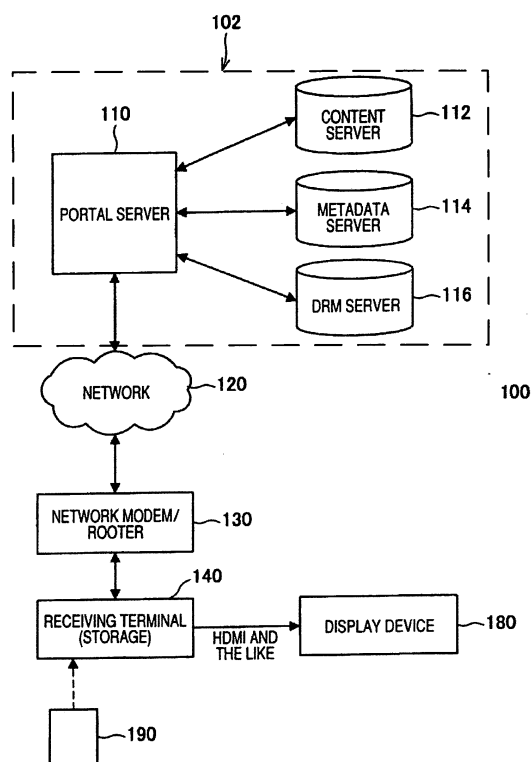 102
110
PORTAL SERVER
CONTENT
SERVER
112
METADATA
SERVER
114
DRM SERVER
116
NETWORK
120
100
NETWORK MODEM/
ROOTER
130
140
RECEIVING TERMINAL
(STORAGE)
HDMI AND
THE LIKE
DISPLAY DEVICE
180
190